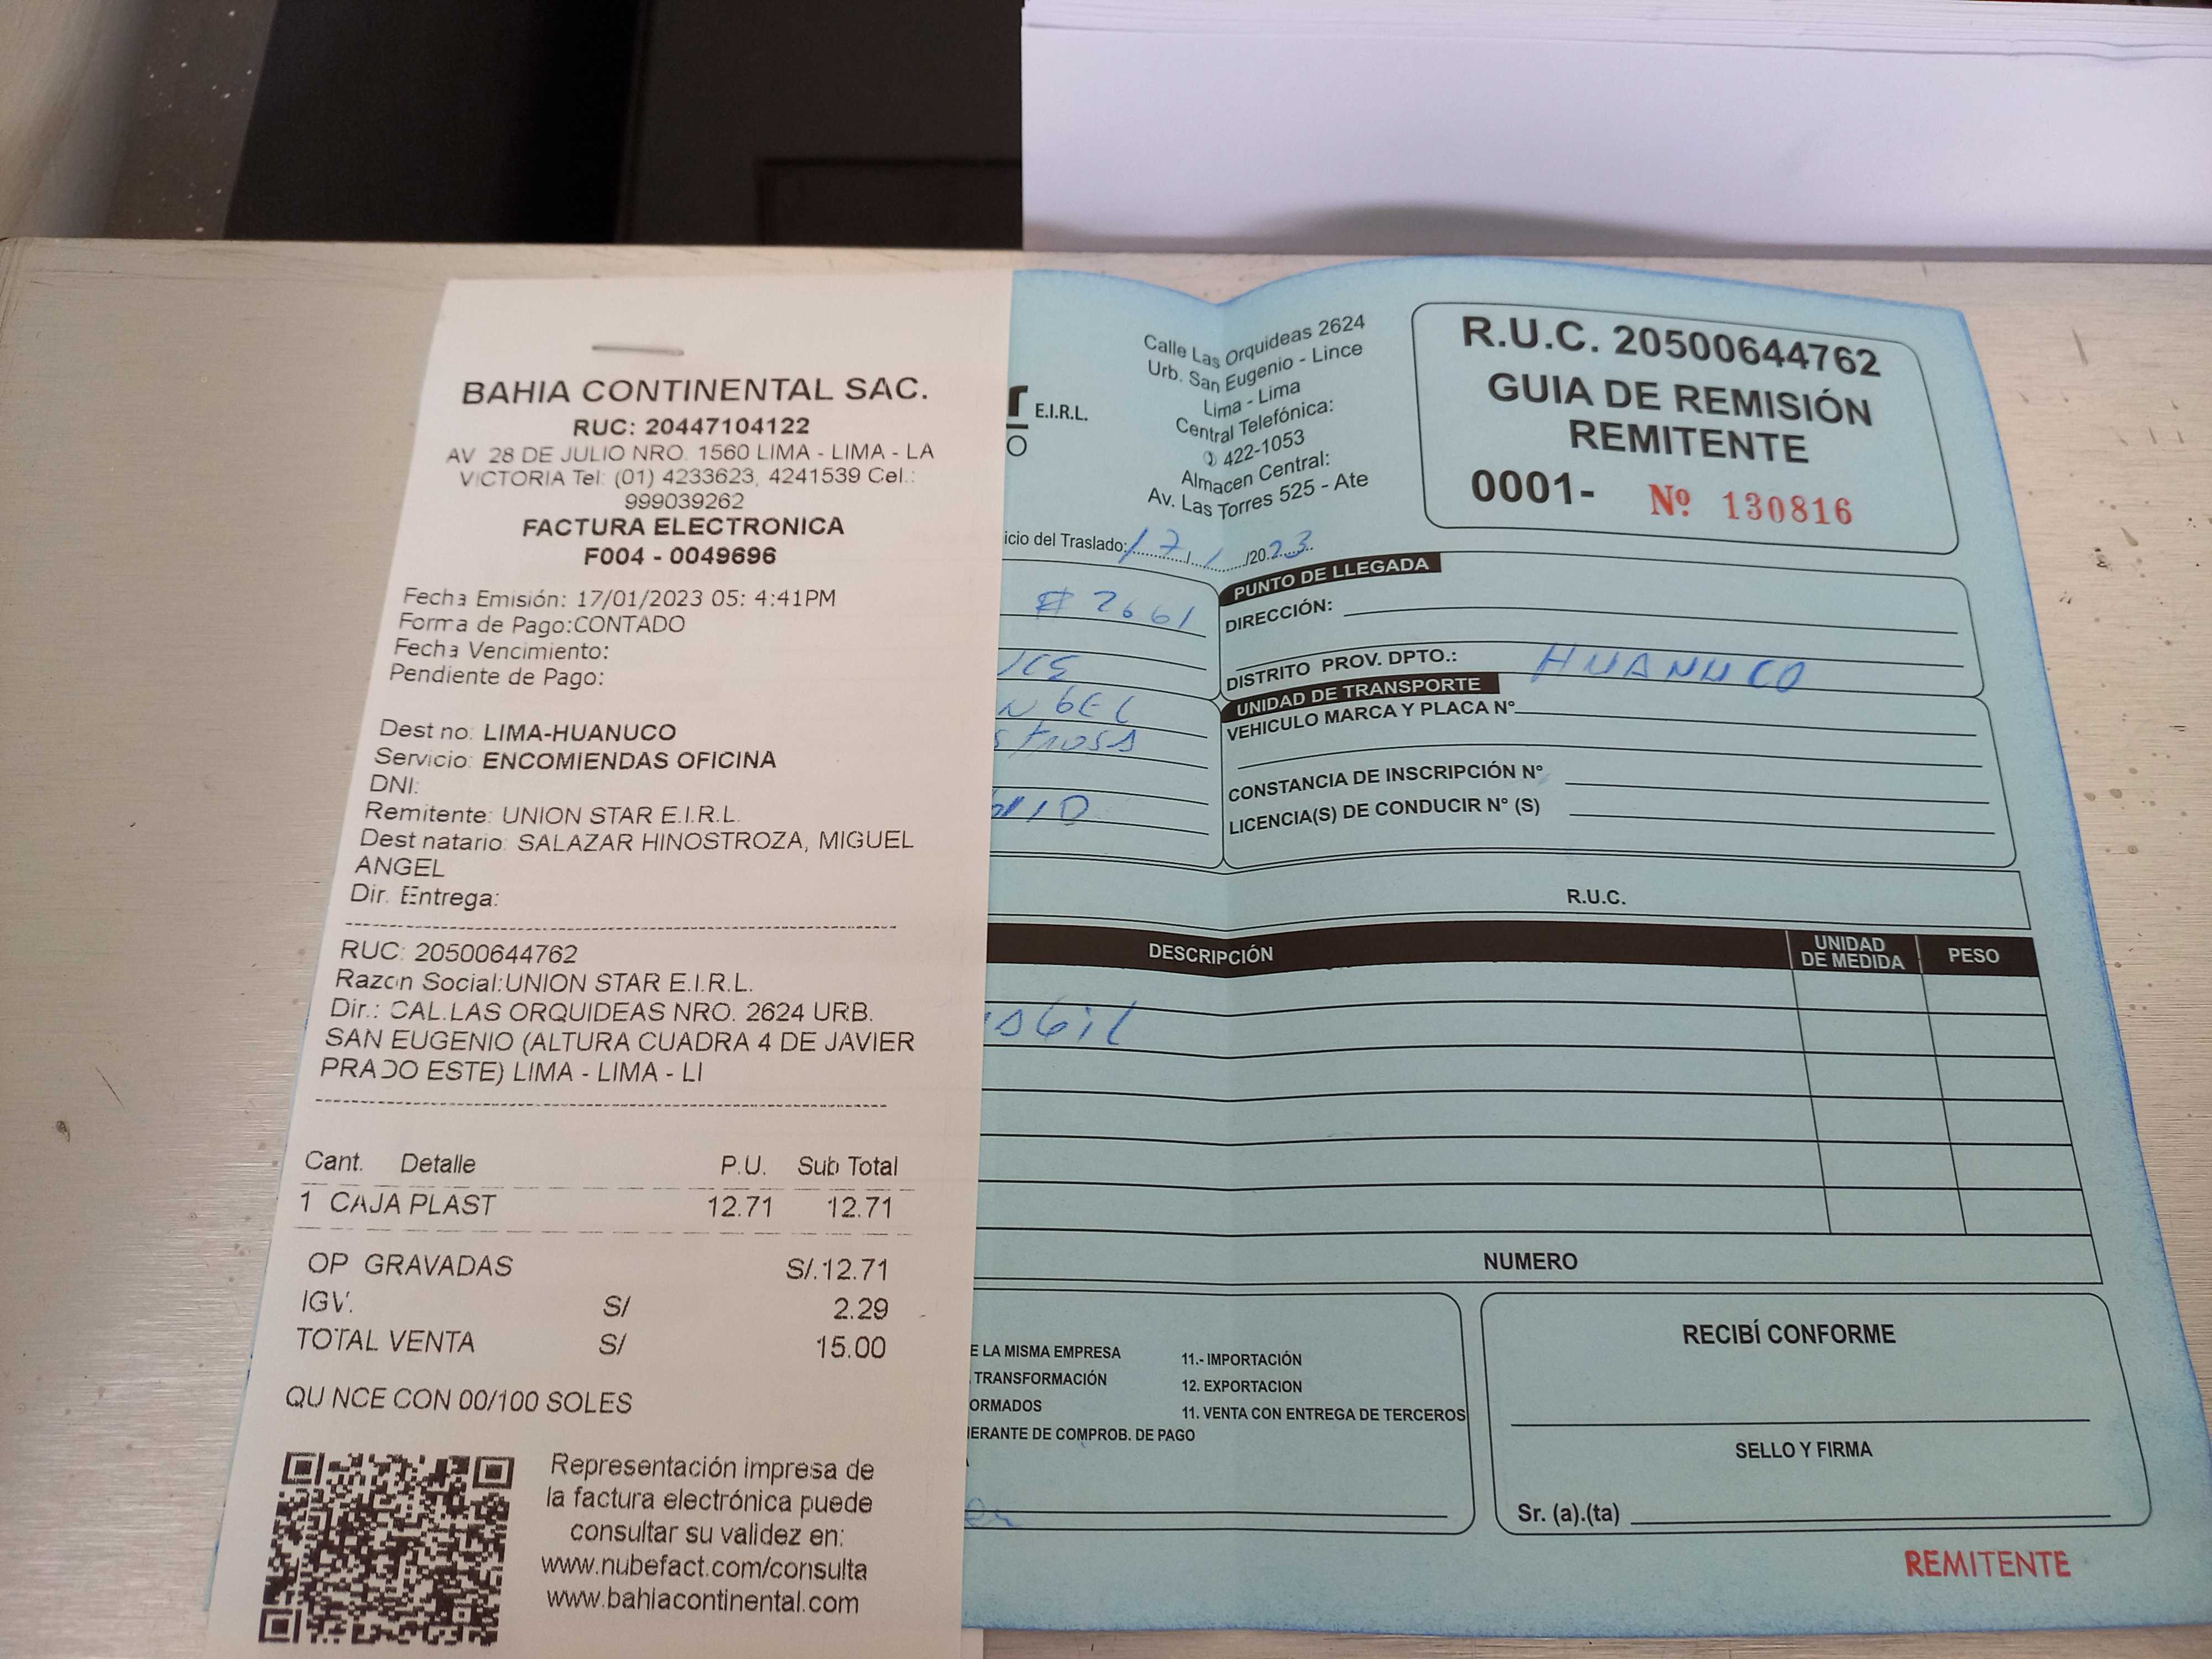 BAHIA CONTINENTAL SAC.
RUC: 20447104122
AV 28 DE JULIO NRO. 1560 LIMA - LIMA - LA
VICTORIA Tel: (01) 4233623, 4241539 Cel.:
999039262
FACTURA ELECTRONICA
F004 - 0049696
Fecha Emisión: 17/01/2023 05: 4:41PM
Forma de Pago:CONTADO
Fecha Vencimiento:
Pendiente de Pago:
Dest no: LIMA-HUANUCO
Servicio: ENCOMIENDAS OFICINA
DNI:
Remitente: UNION STAR E.I.R.L.
Dest natario: SALAZAR HINOSTROZA, MIGUEL
ANGEL
Dir. Entrega:
RUC: 20500644762
Razon Social:UNION STAR E.I.R.L.
Dir.: CAL.LAS ORQUIDEAS NRO. 2624 URB.
SAN EUGENIO (ALTURA CUADRA 4 DE JAVIER
PRADO ESTE) LIMA - LIMA - LI
Cant. Detalle P.U. Sub Total
1 CAJA PLAST 12.71 12.71
OP GRAVADAS S/.12.71
IGV. S/ 2.29
TOTAL VENTA S/ 15.00
QU NCE CON 00/100 SOLES
Representación impresa de
la factura electrónica puede
consultar su validez en:
www.nubefact.com/consulta
www.bahiacontinental.com
r E.I.R.L.
O
Calle Las Orquideas 2624
Urb. San Eugenio - Lince
Lima - Lima
Central Telefónica:
422-1053
Almacen Central:
Av. Las Torres 525 - Ate
R.U.C. 20500644762
GUIA DE REMISIÓN
REMITENTE
0001- Nº 130816
icio del Traslado: 17/1/2023
# 2661
PUNTO DE LLEGADA
DIRECCIÓN:
DISTRITO PROV. DPTO.: HUANUCO
UNIDAD DE TRANSPORTE
VEHICULO MARCA Y PLACA N°
CONSTANCIA DE INSCRIPCIÓN N°
LICENCIA(S) DE CONDUCIR N° (S)
R.U.C.
DESCRIPCIÓN UNIDAD DE MEDIDA PESO
NUMERO
E LA MISMA EMPRESA 11.- IMPORTACIÓN
TRANSFORMACIÓN 12. EXPORTACION
ORMADOS 11. VENTA CON ENTREGA DE TERCEROS
IERANTE DE COMPROB. DE PAGO
RECIBÍ CONFORME
SELLO Y FIRMA
Sr. (a).(ta)
REMITENTE